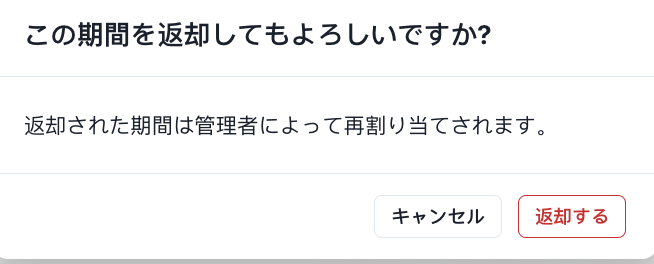 この期間を返却してもよろしいですか?
返却された期間は管理者によって再割り当てされます。
キャンセル
返却する